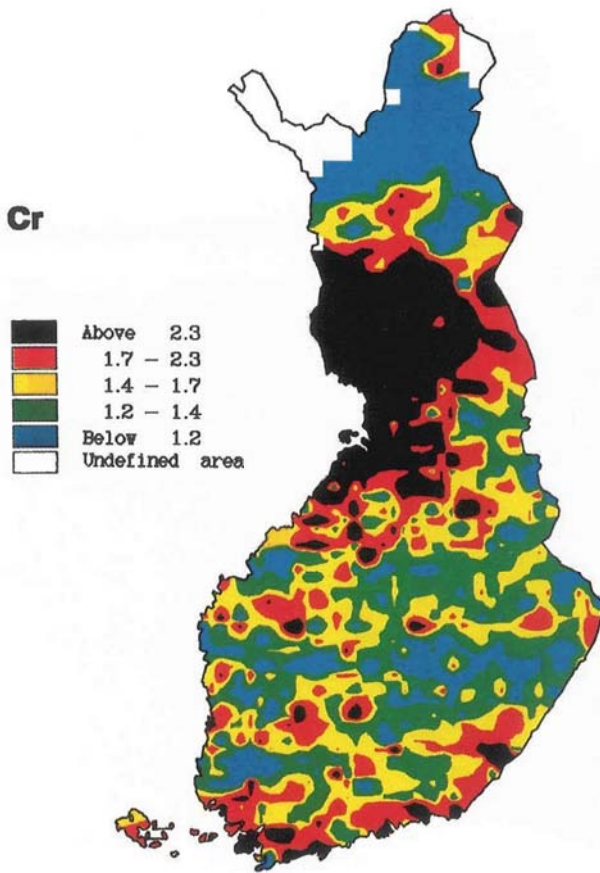 Cr
Above 2.3
1.7 – 2.3
1.4 – 1.7
1.2 – 1.4
Below 1.2
Undefined area